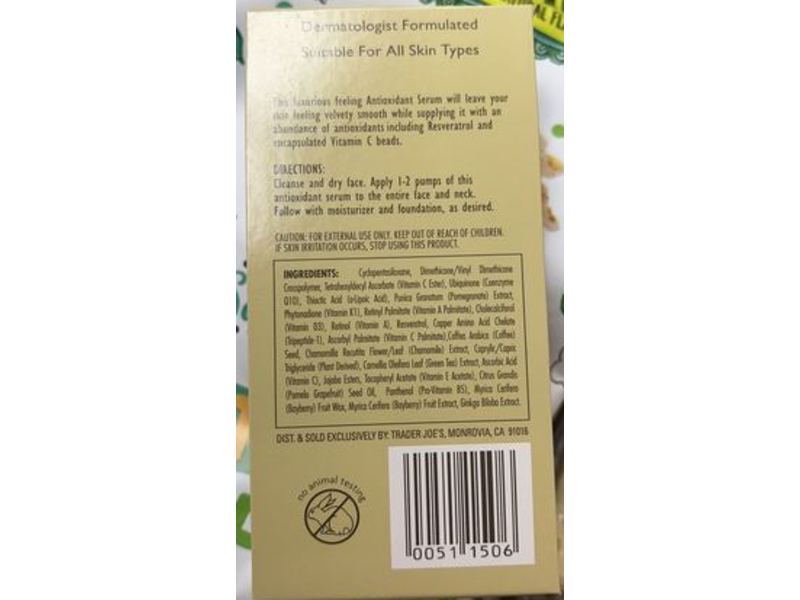 Dermatologist Formulated
Suitable For All Skin Types
This luxurious feeling Antioxidant Serum will leave your
skin feeling velvety smooth while supplying it with an
abundance of antioxidants including Resveratrol and
encapsulated Vitamin C beads.
DIRECTIONS:
Cleanse and dry face. Apply 1-2 pumps of this
antioxidant serum to the entire face and neck.
Follow with moisturizer and foundation, as desired.
CAUTION: FOR EXTERNAL USE ONLY. KEEP OUT OF REACH OF CHILDREN.
IF SKIN IRRITATION OCCURS, STOP USING THIS PRODUCT.
INGREDIENTS: Cyclopentasiloxane, Dimethicone/Vinyl Dimethicone
Crosspolymer, Tetrahexyldecyl Ascorbate (Vitamin C Ester), Ubiquinone (Coenzyme
Q10), Thioctic Acid (α-Lipoic Acid), Punica Granatum (Pomegranate) Extract,
Phytonadione (Vitamin K1), Retinyl Palmitate (Vitamin A Palmitate), Cholecalciferol
(Vitamin D3), Retinol (Vitamin A), Resveratrol, Copper Amino Acid Chelate
(Tripeptide-1), Ascorbyl Palmitate (Vitamin C Palmitate),Coffea Arabica (Coffee)
Seed, Chamomilla Recutita Flower/Leaf (Chamomile) Extract, Caprylic/Capric
Triglyceride (Plant Derived), Camellia Oleifera Leaf (Green Tea) Extract, Ascorbic Acid
(Vitamin C), Jojoba Esters, Tocopheryl Acetate (Vitamin E Acetate), Citrus Grandis
(Pomelo Grapefruit) Seed Oil, Panthenol (Pro-Vitamin B5), Myrica Cerifera
(Bayberry) Fruit Wax, Myrica Cerifera (Bayberry) Fruit Extract, Ginkgo Biloba Extract.
DIST. & SOLD EXCLUSIVELY BY: TRADER JOE'S, MONROVIA, CA 91016
no animal testing
0051 1506